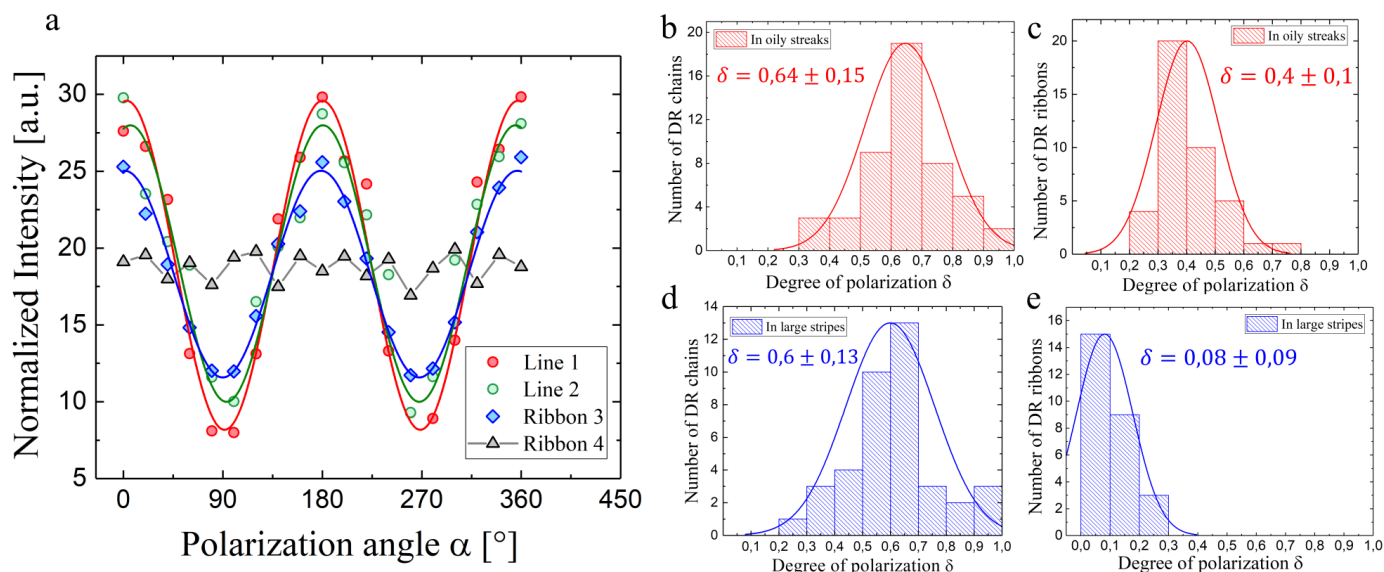 a
Normalized Intensity [a.u.]
30
25
20
15
10
5
0 90 180 270 360 450
Polarization angle α [°]
Line 1
Line 2
Ribbon 3
Ribbon 4
b
In oily streaks
δ = 0,64 ± 0,15
Number of DR chains
20
16
12
8
4
0
0,1 0,2 0,3 0,4 0,5 0,6 0,7 0,8 0,9 1,0
Degree of polarization δ
c
In oily streaks
δ = 0,4 ± 0,1
Number of DR ribbons
20
15
10
5
0
0,1 0,2 0,3 0,4 0,5 0,6 0,7 0,8 0,9 1,0
Degree of polarization δ
d
In large stripes
δ = 0,6 ± 0,13
Number of DR chains
14
12
10
8
6
4
2
0
0,1 0,2 0,3 0,4 0,5 0,6 0,7 0,8 0,9 1,0
Degree of polarization δ
e
In large stripes
δ = 0,08 ± 0,09
Number of DR ribbons
16
14
12
10
8
6
4
2
0
0,0 0,1 0,2 0,3 0,4 0,5 0,6 0,7 0,8 0,9 1,0
Degree of polarization δ